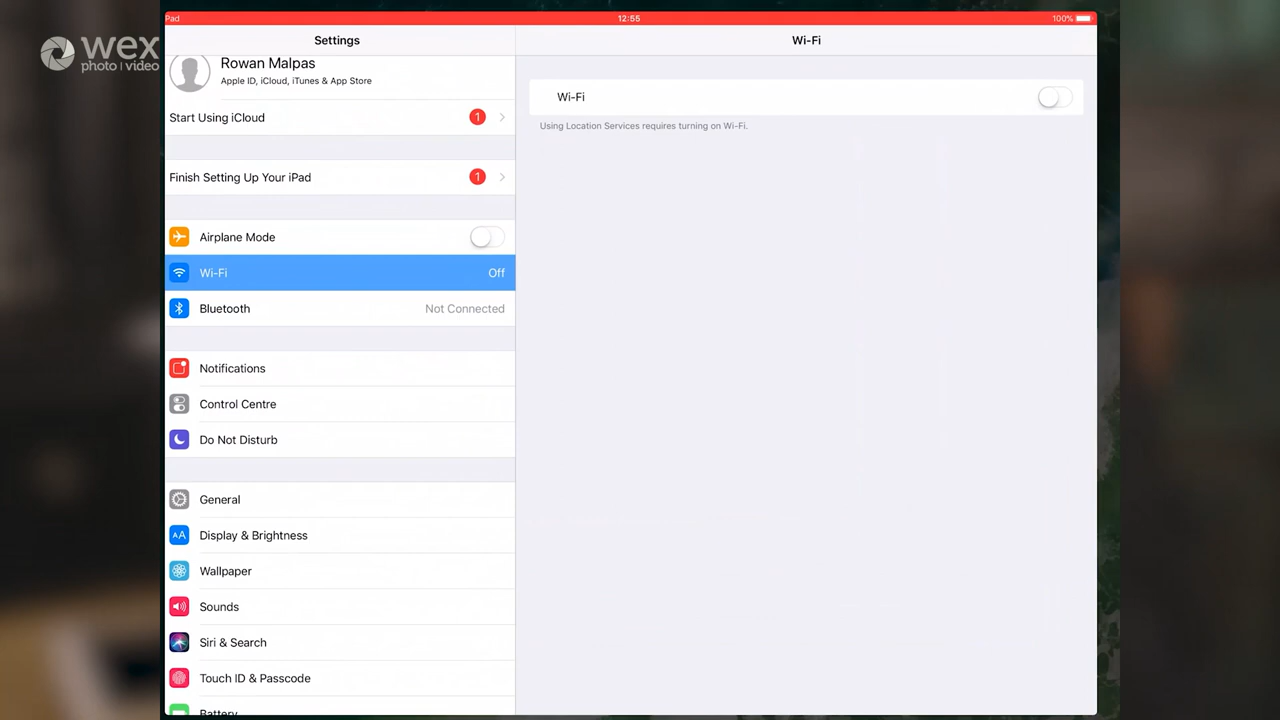 Pad
12:55
100%
wex
photo | video
Settings
Wi-Fi
Rowan Malpas
Apple ID, iCloud, iTunes & App Store
Start Using iCloud
1
Finish Setting Up Your iPad
1
Airplane Mode
Wi-Fi
Off
Bluetooth
Not Connected
Notifications
Control Centre
Do Not Disturb
General
Display & Brightness
AA
Wallpaper
Sounds
Siri & Search
Touch ID & Passcode
Battery
Wi-Fi
Using Location Services requires turning on Wi-Fi.